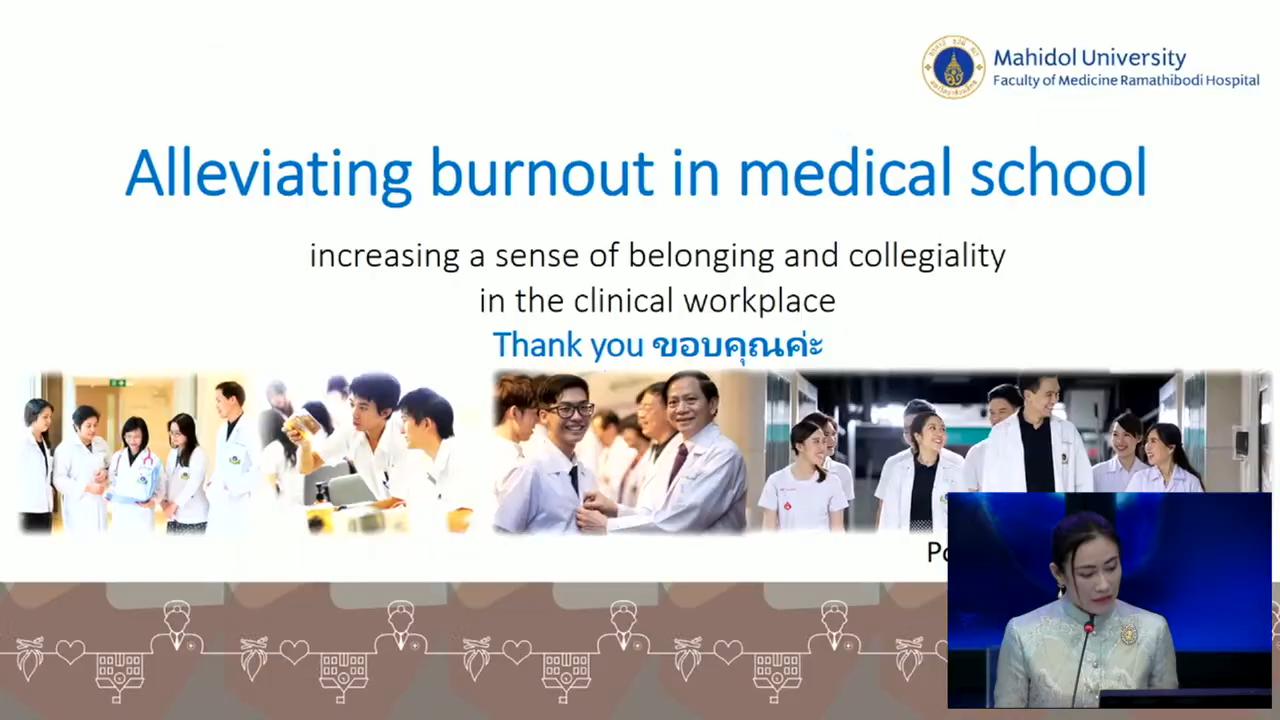 Mahidol University
Faculty of Medicine Ramathibodi Hospital
Alleviating burnout in medical school
increasing a sense of belonging and collegiality
in the clinical workplace
Thank you ขอบคุณค่ะ